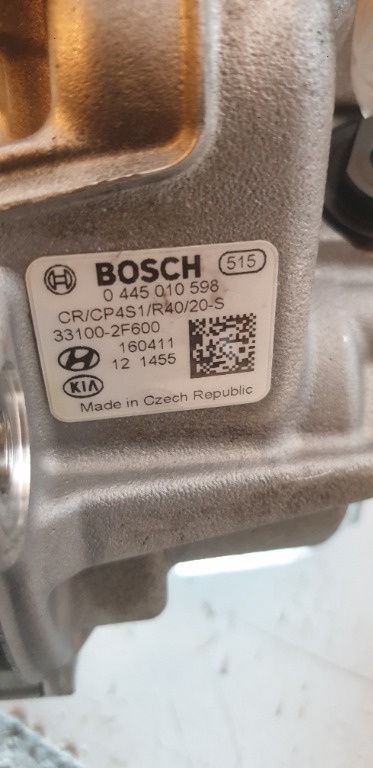 BOSCH 515
0 445 010 598
CR/CP4S1/R40/20-S
33100-2F600
160411
12 1455
KIA
Made in Czech Republic